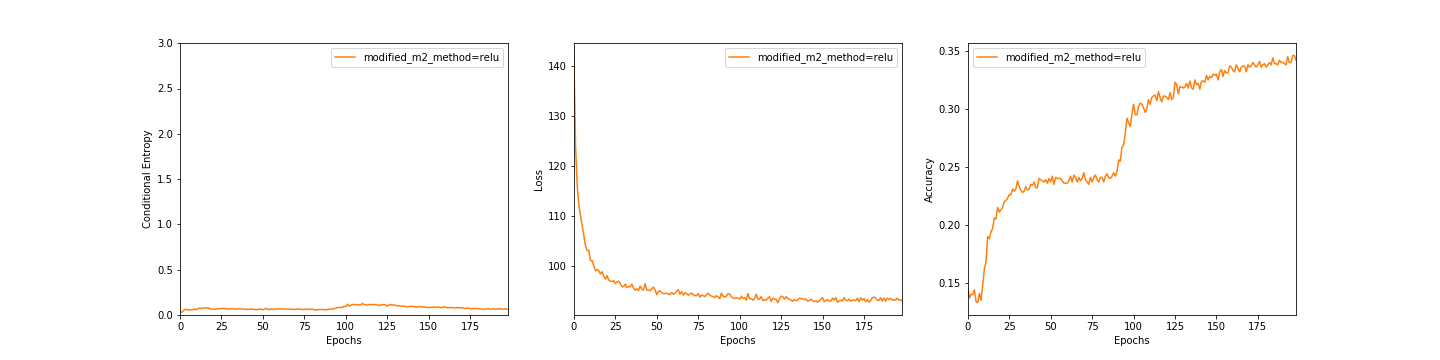 modified_m2_method=relu
3.0
2.5
2.0
1.5
1.0
0.5
0.0
Conditional Entropy
0 25 50 75 100 125 150 175
Epochs
modified_m2_method=relu
140
130
120
110
100
90
Loss
0 25 50 75 100 125 150 175
Epochs
modified_m2_method=relu
0.35
0.30
0.25
0.20
0.15
Accuracy
0 25 50 75 100 125 150 175
Epochs